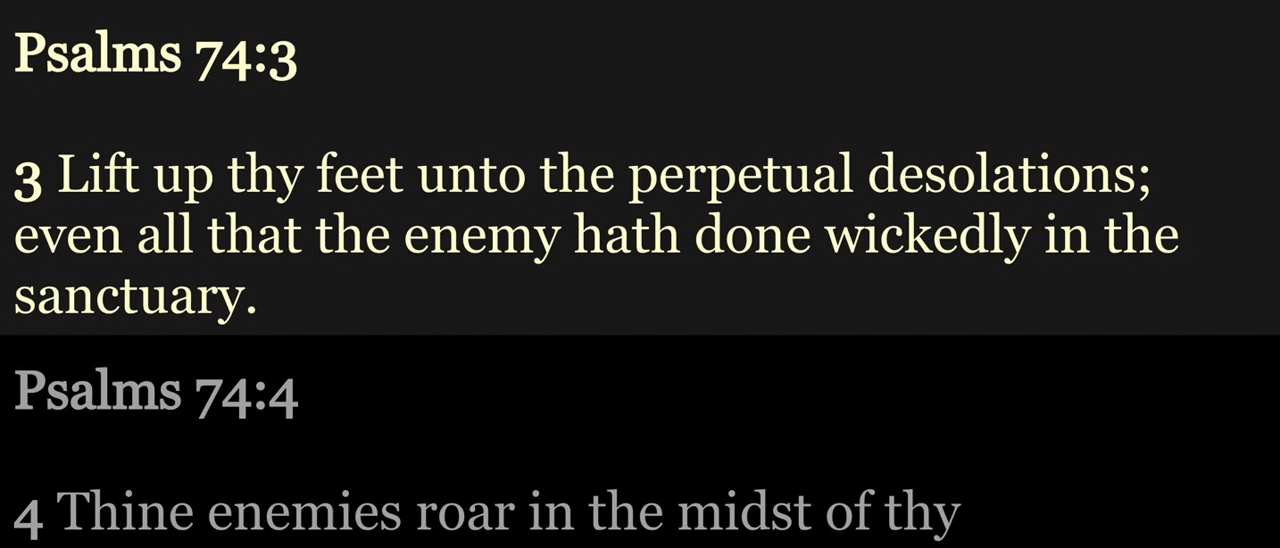 Psalms 74:3
3 Lift up thy feet unto the perpetual desolations;
even all that the enemy hath done wickedly in the
sanctuary.
Psalms 74:4
4 Thine enemies roar in the midst of thy